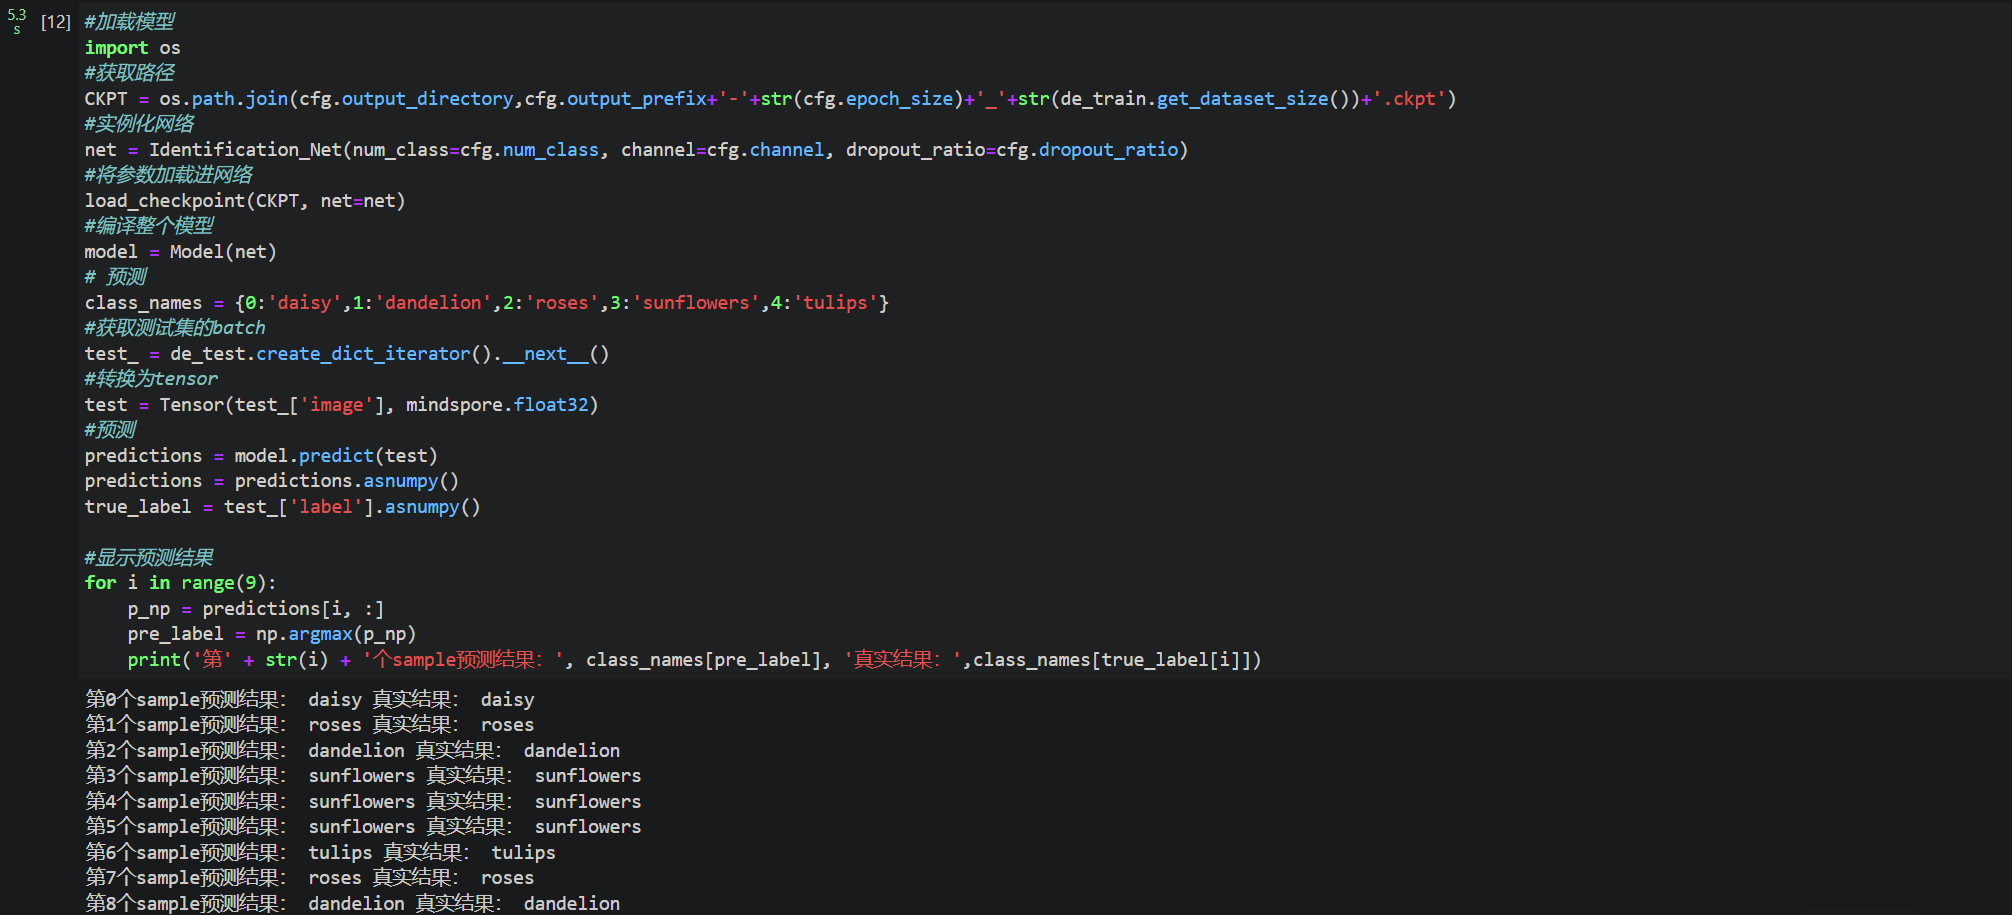 5.3
s
[12]
#加载模型
import os
#获取路径
CKPT = os.path.join(cfg.output_directory,cfg.output_prefix+'-'+str(cfg.epoch_size)+'_'+str(de_train.get_dataset_size())+'.ckpt')
#实例化网络
net = Identification_Net(num_class=cfg.num_class, channel=cfg.channel, dropout_ratio=cfg.dropout_ratio)
#将参数加载进网络
load_checkpoint(CKPT, net=net)
#编译整个模型
model = Model(net)
# 预测
class_names = {0:'daisy',1:'dandelion',2:'roses',3:'sunflowers',4:'tulips'}
#获取测试集的batch
test_ = de_test.create_dict_iterator().__next__()
#转换为tensor
test = Tensor(test_['image'], mindspore.float32)
#预测
predictions = model.predict(test)
predictions = predictions.asnumpy()
true_label = test_['label'].asnumpy()
#显示预测结果
for i in range(9):
    p_np = predictions[i, :]
    pre_label = np.argmax(p_np)
    print('第' + str(i) + '个sample预测结果：', class_names[pre_label], '真实结果：',class_names[true_label[i]])
第0个sample预测结果： daisy 真实结果： daisy
第1个sample预测结果： roses 真实结果： roses
第2个sample预测结果： dandelion 真实结果： dandelion
第3个sample预测结果： sunflowers 真实结果： sunflowers
第4个sample预测结果： sunflowers 真实结果： sunflowers
第5个sample预测结果： sunflowers 真实结果： sunflowers
第6个sample预测结果： tulips 真实结果： tulips
第7个sample预测结果： roses 真实结果： roses
第8个sample预测结果： dandelion 真实结果： dandelion